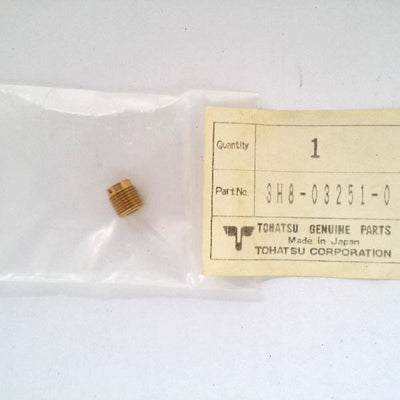 Quantity 1
Part No. 3H8-03251-0
TOHATSU GENUINE PARTS
Made in Japan
TOHATSU CORPORATION